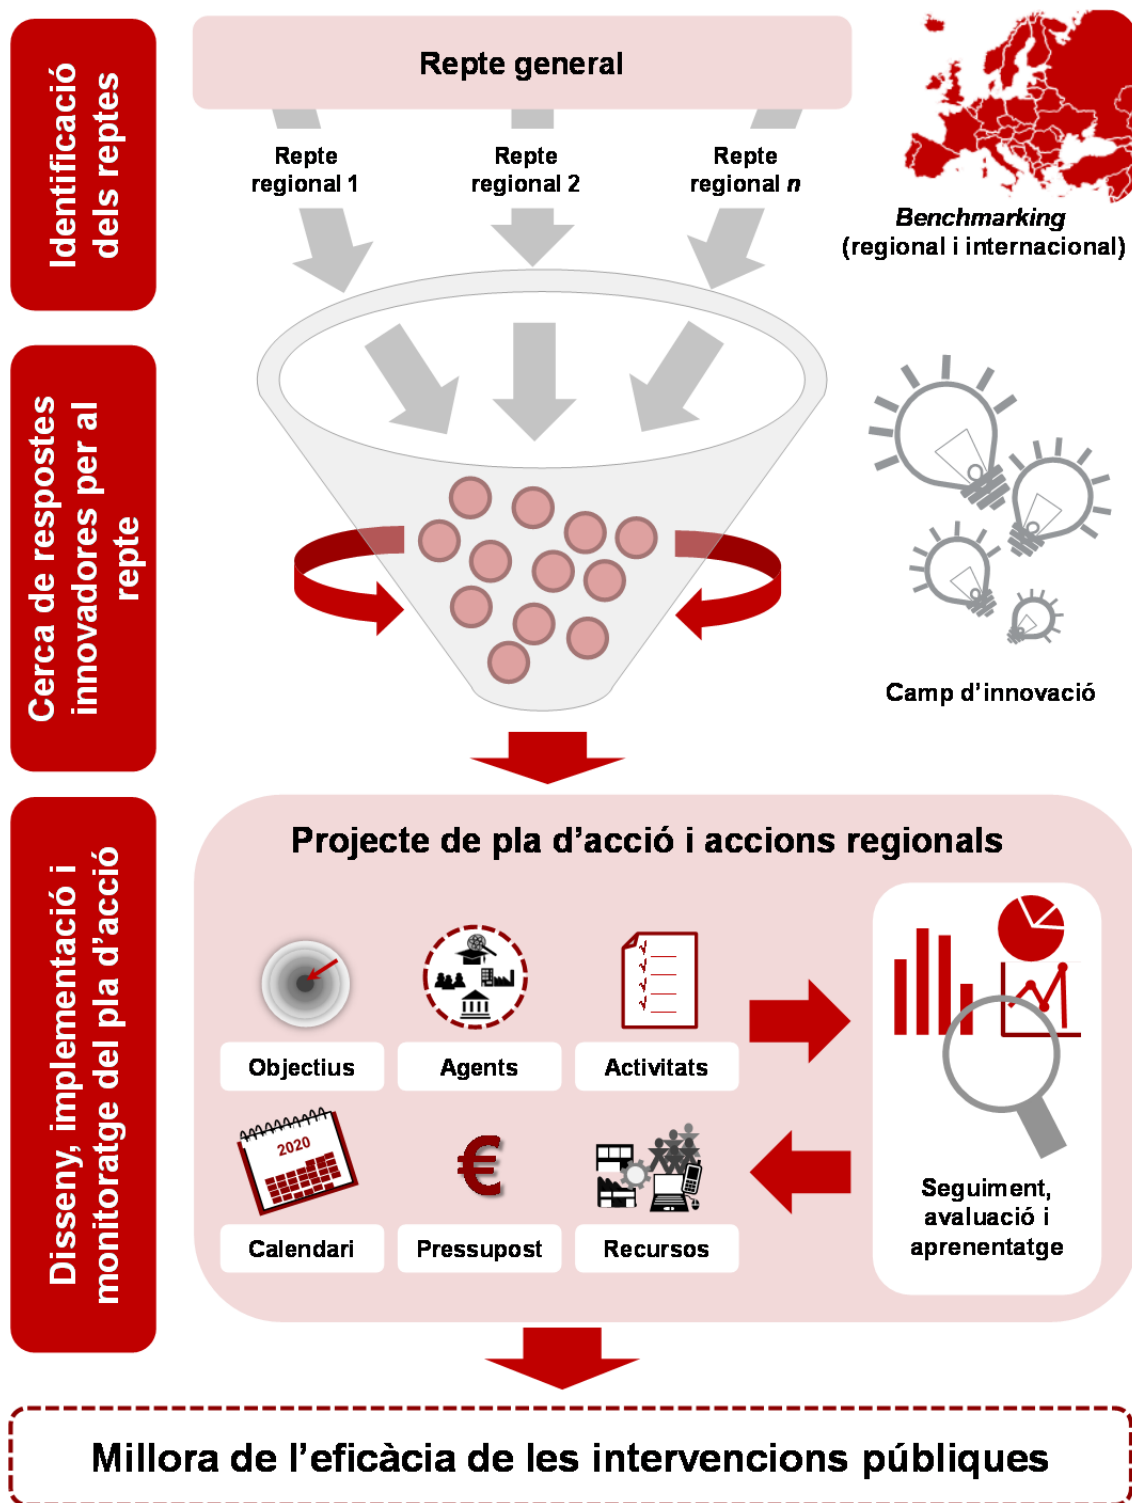 Identificació
dels reptes
Repte general
Repte
regional 1
Repte
regional 2
Repte
regional n
Benchmarking
(regional i internacional)
Cerca de respostes
innovadores per al
repte
Camp d’innovació
Disseny, implementació i
monitoratge del pla d’acció
Projecte de pla d’acció i accions regionals
Objectius
Agents
Activitats
2020
€
Calendari
Pressupost
Recursos
Seguiment,
avaluació i
aprenentatge
Millora de l’eficàcia de les intervencions públiques